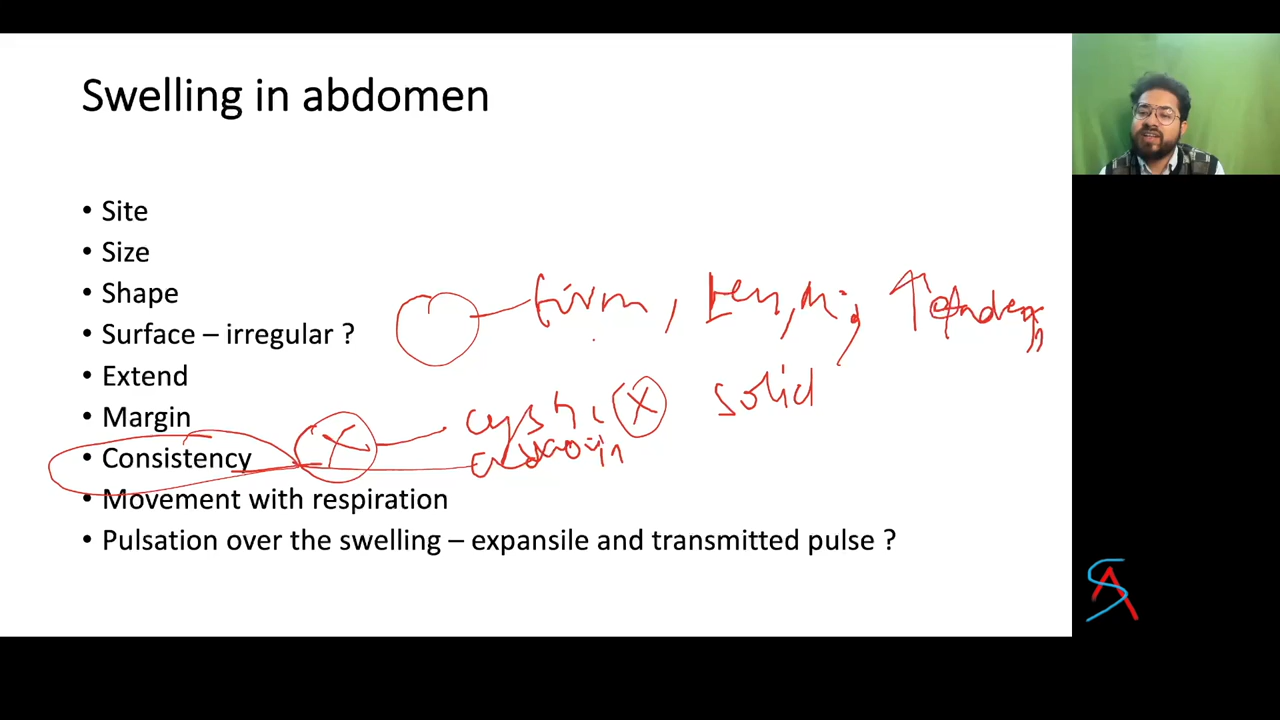 Swelling in abdomen
• Site
• Size
• Shape
• Surface – irregular ?
• Extend
• Margin
• Consistency
• Movement with respiration
• Pulsation over the swelling – expansile and transmitted pulse ?
firm,
cystic X solid